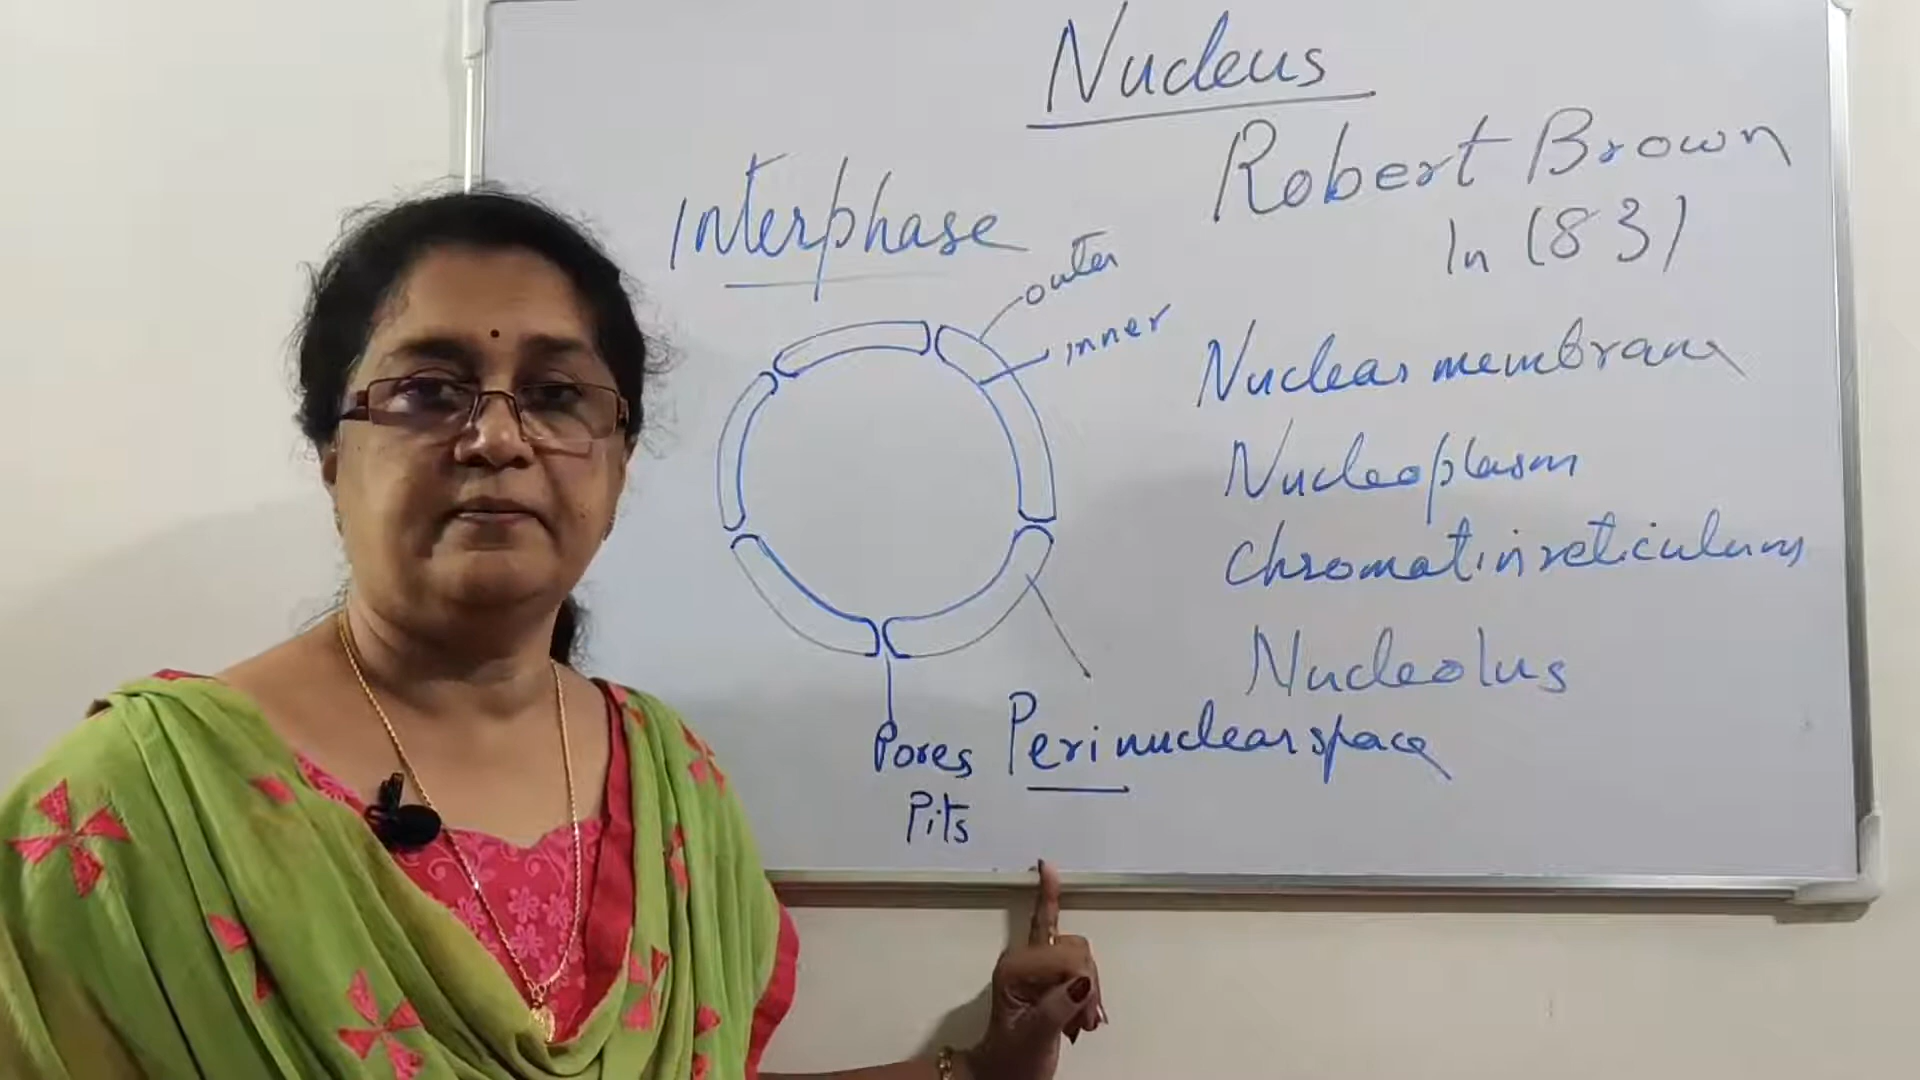 Nucleus
Robert Brown
In 1831
Interphase
outer
inner
Nuclear membrane
Nucleoplasm
Chromatin reticulum
Nucleolus
Pores
Perinuclear space
Pits